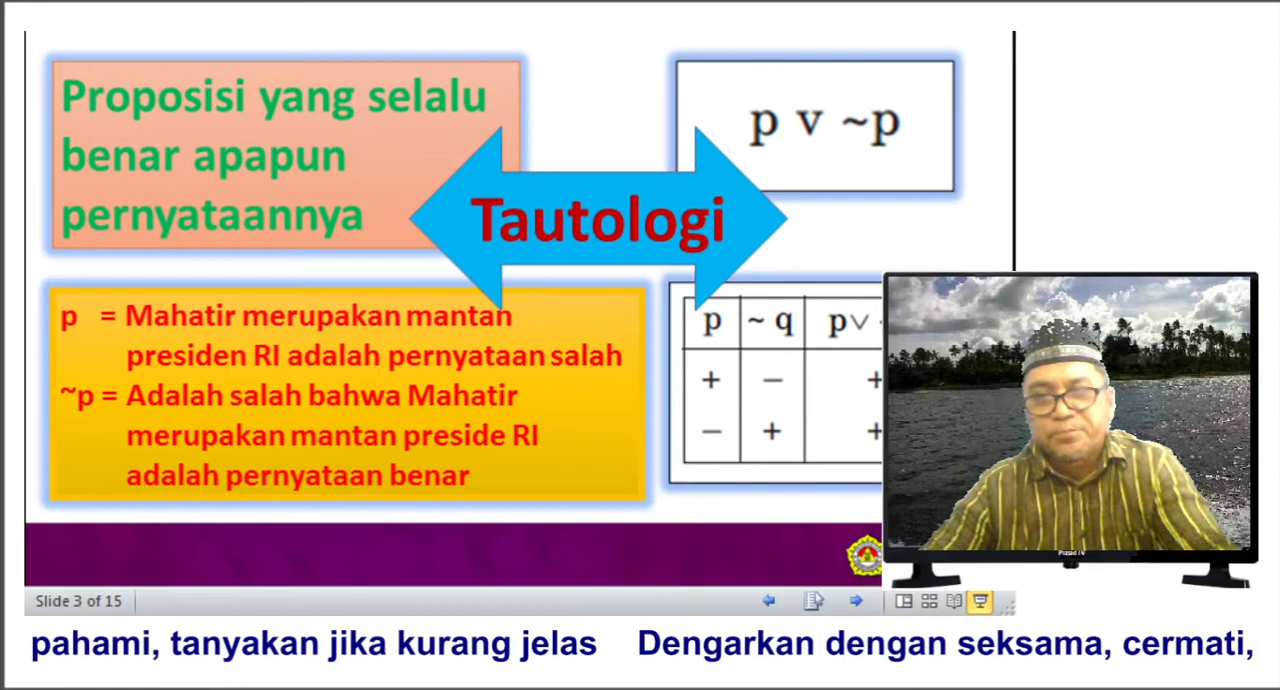 Proposisi yang selalu
benar apapun
pernyataannya
p v ~p
Tautologi
p = Mahatir merupakan mantan
presiden RI adalah pernyataan salah
~p = Adalah salah bahwa Mahatir
merupakan mantan preside RI
adalah pernyataan benar
p ~ q p∨
+ − +
− + +
Prasad IV
Slide 3 of 15
pahami, tanyakan jika kurang jelas Dengarkan dengan seksama, cermati,